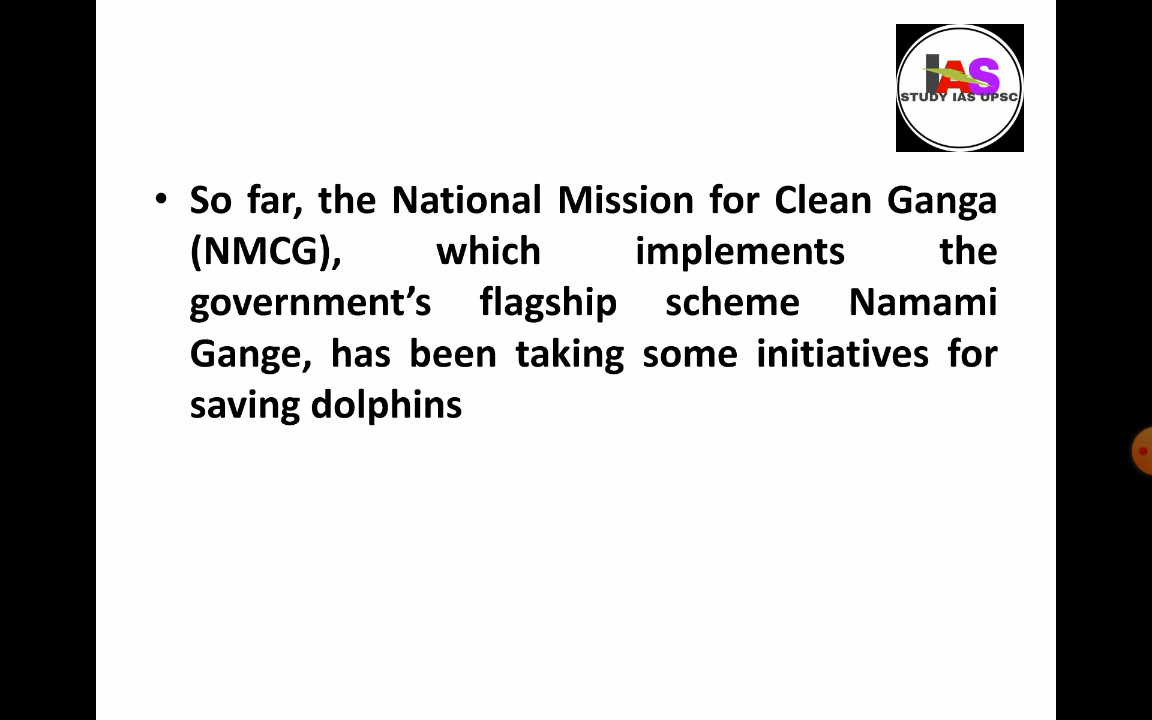 IAS
STUDY IAS UPSC
• So far, the National Mission for Clean Ganga
(NMCG), which implements the
government’s flagship scheme Namami
Gange, has been taking some initiatives for
saving dolphins